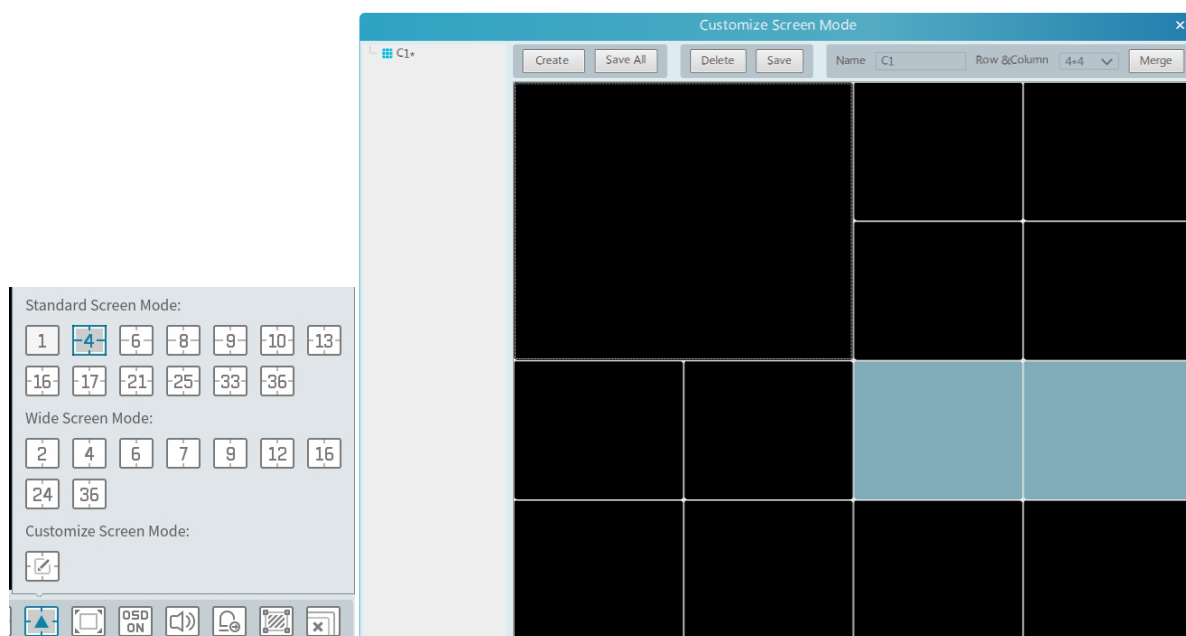 Customize Screen Mode
×
C1*
Create Save All Delete Save Name C1 Row &Column 4*4 Merge
Standard Screen Mode:
1 4 6 8 9 10 13
16 17 21 25 33 36
Wide Screen Mode:
2 4 6 7 9 12 16
24 36
Customize Screen Mode:
OSD
ON